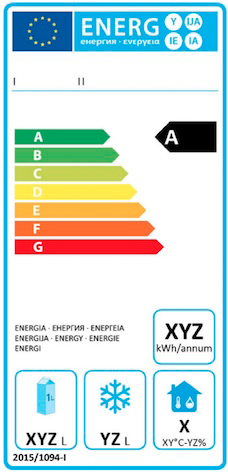 ENERG Y IJA
енергия · ενεργεια IE IA
I II
A A
B
C
D
E
F
G
ENERGIA · ЕНЕРГИЯ · ΕΝΕΡΓΕΙΑ
ENERGIJA · ENERGY · ENERGIE
ENERGI
XYZ
kWh/annum
1L
XYZ L
YZ L
X
XY°C-YZ%
2015/1094-I